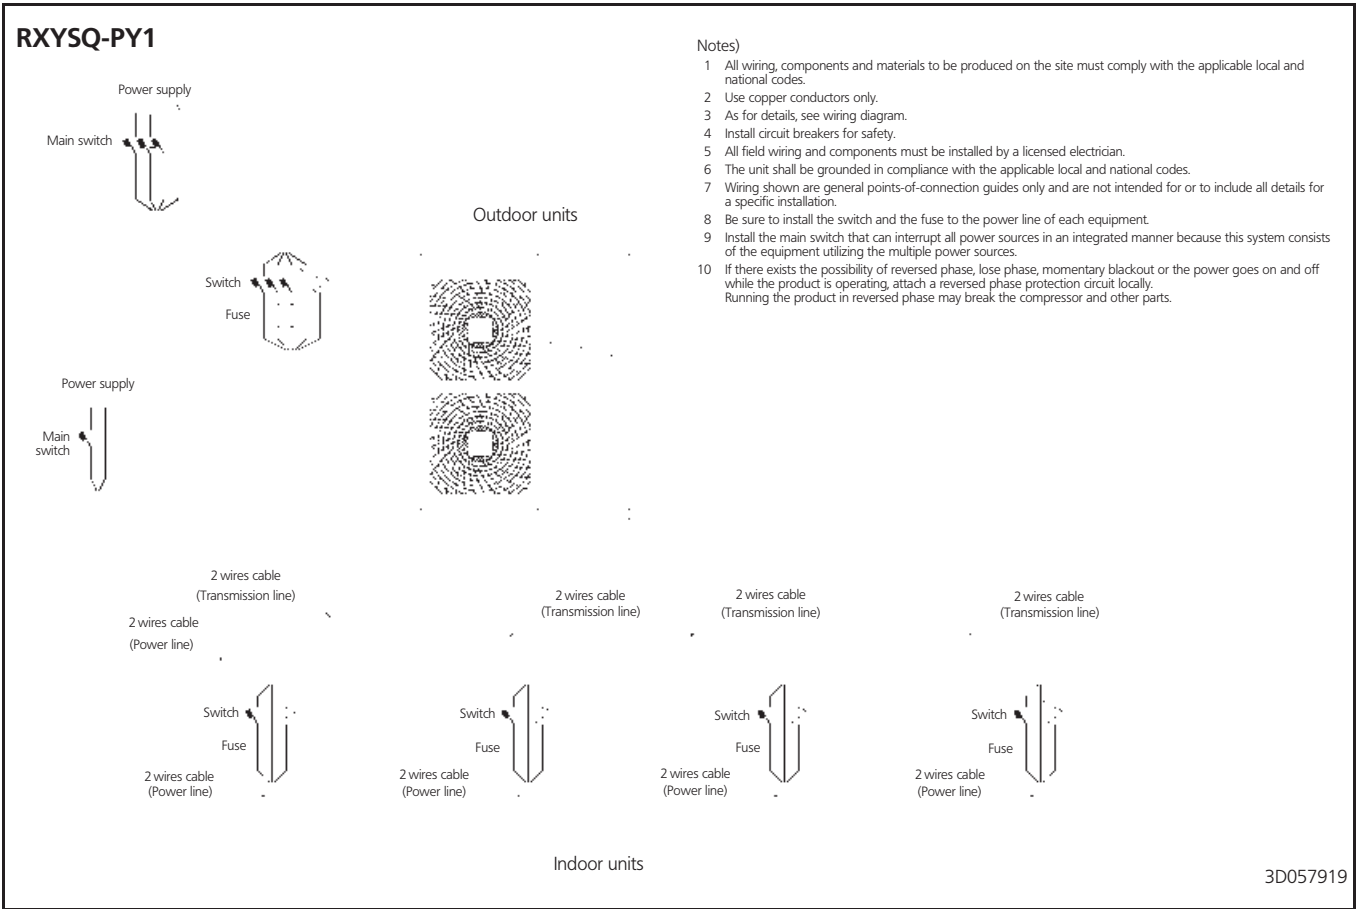 RXYSQ-PY1
Notes)
1 All wiring, components and materials to be produced on the site must comply with the applicable local and
national codes.
2 Use copper conductors only.
3 As for details, see wiring diagram.
4 Install circuit breakers for safety.
5 All field wiring and components must be installed by a licensed electrician.
6 The unit shall be grounded in compliance with the applicable local and national codes.
7 Wiring shown are general points-of-connection guides only and are not intended for or to include all details for
a specific installation.
8 Be sure to install the switch and the fuse to the power line of each equipment.
9 Install the main switch that can interrupt all power sources in an integrated manner because this system consists
of the equipment utilizing the multiple power sources.
10 If there exists the possibility of reversed phase, lose phase, momentary blackout or the power goes on and off
while the product is operating, attach a reversed phase protection circuit locally.
Running the product in reversed phase may break the compressor and other parts.
Power supply
Main switch
Outdoor units
Switch
Fuse
Power supply
Main
switch
2 wires cable
(Transmission line)
2 wires cable
(Power line)
2 wires cable
(Transmission line)
2 wires cable
(Transmission line)
2 wires cable
(Transmission line)
Switch
Fuse
2 wires cable
(Power line)
Switch
Fuse
2 wires cable
(Power line)
Switch
Fuse
2 wires cable
(Power line)
Switch
Fuse
2 wires cable
(Power line)
Indoor units
3D057919